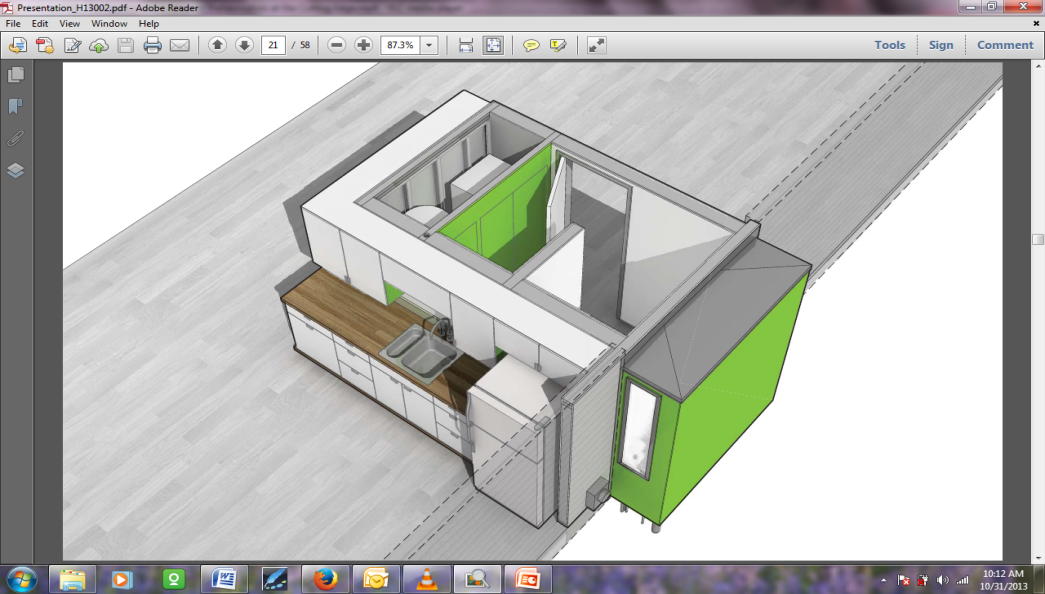 Presentation_H13002.pdf - Adobe Reader
File Edit View Window Help
21 / 58 87.3% Tools Sign Comment
10:12 AM
10/31/2013